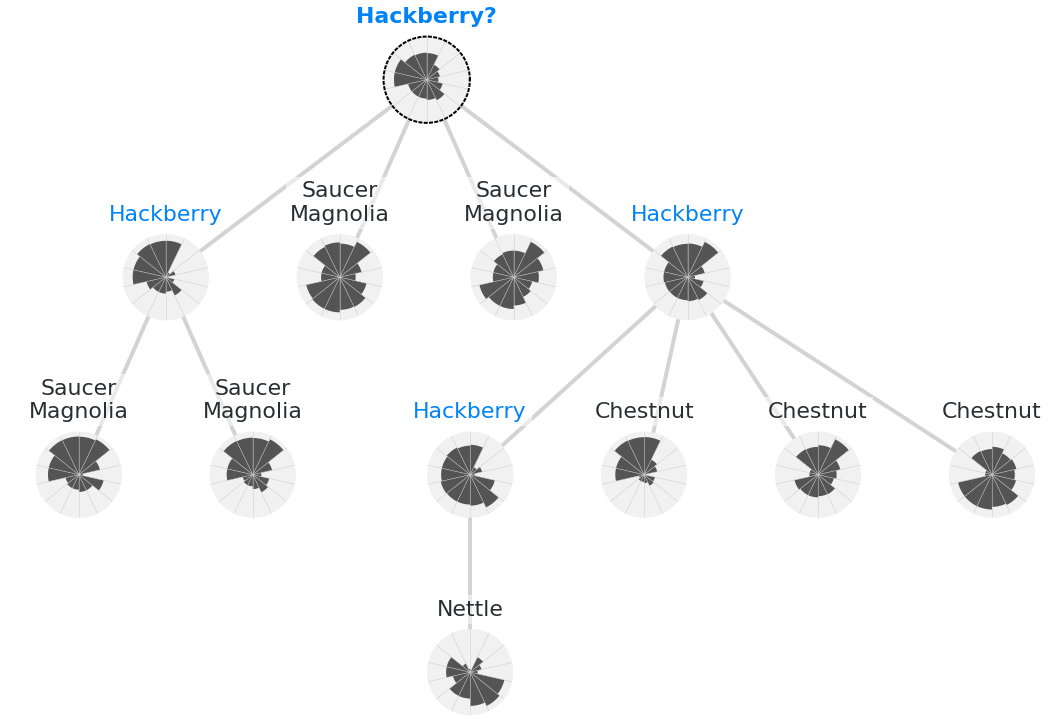 Hackberry?
Hackberry
Saucer
Magnolia
Saucer
Magnolia
Hackberry
Saucer
Magnolia
Saucer
Magnolia
Hackberry
Chestnut
Chestnut
Chestnut
Nettle